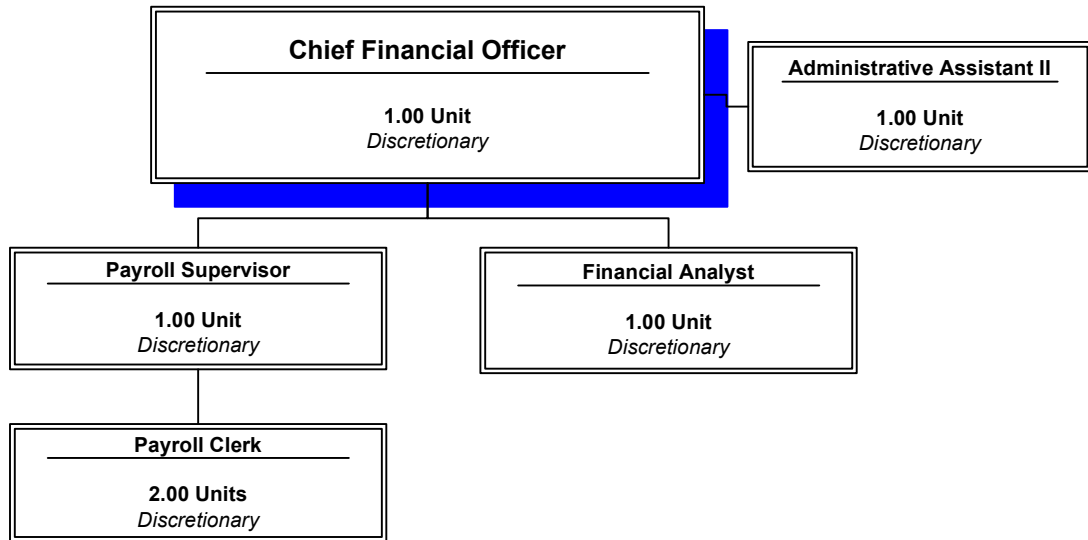 Chief Financial Officer
1.00 Unit
Discretionary
Administrative Assistant II
1.00 Unit
Discretionary
Payroll Supervisor
1.00 Unit
Discretionary
Financial Analyst
1.00 Unit
Discretionary
Payroll Clerk
2.00 Units
Discretionary